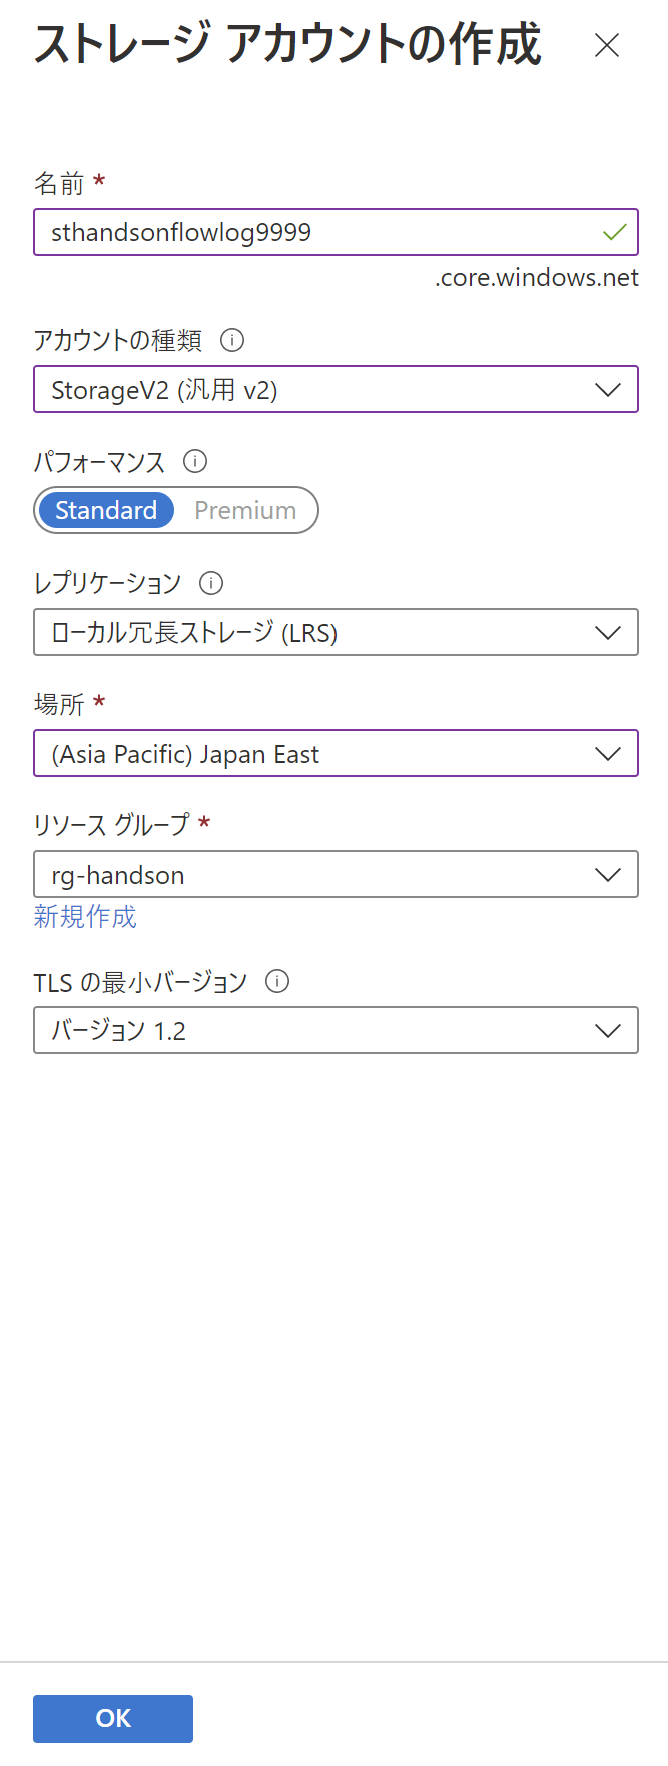 ストレージ アカウントの作成
名前 *
sthandsonflowlog9999
.core.windows.net
アカウントの種類
StorageV2 (汎用 v2)
パフォーマンス
Standard Premium
レプリケーション
ローカル冗長ストレージ (LRS)
場所 *
(Asia Pacific) Japan East
リソース グループ *
rg-handson
新規作成
TLS の最小バージョン
バージョン 1.2
OK